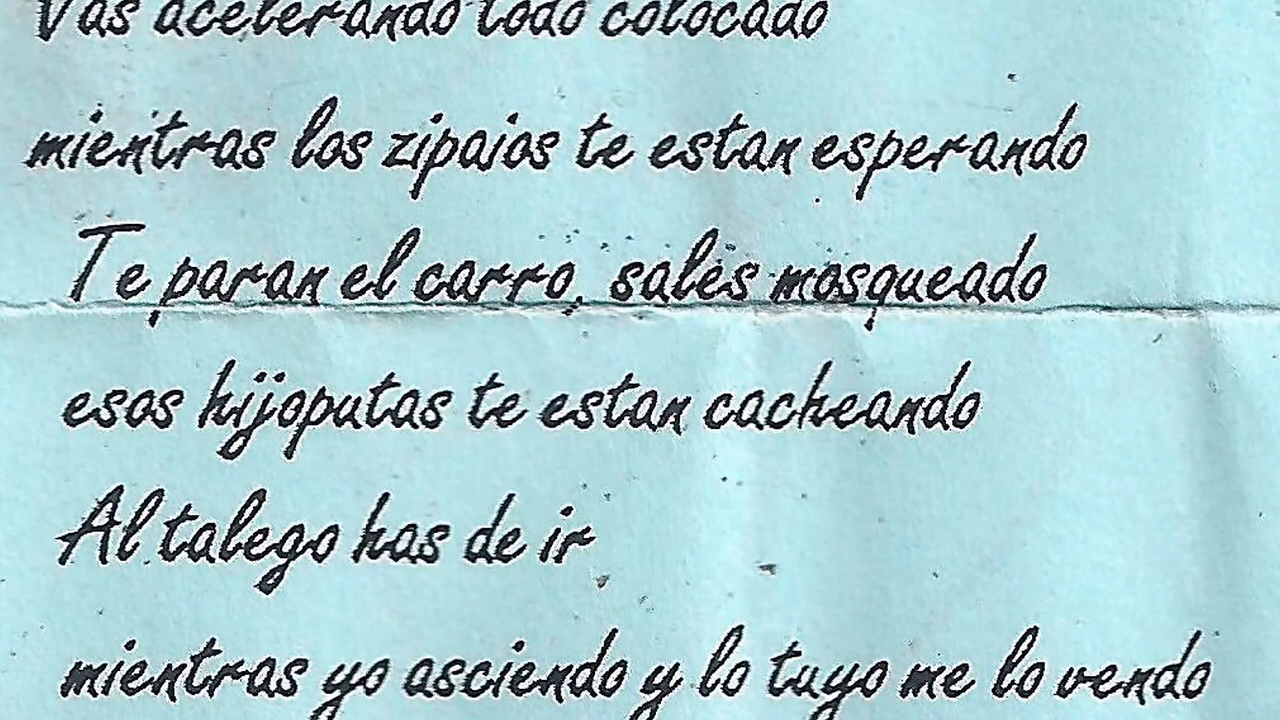 Vas acelerando todo colocado
mientras los zipaios te estan esperando
Te paran el carro, sales mosqueado
esos hijoputas te estan cacheando
Al talego has de ir
mientras yo asciendo y lo tuyo me lo vendo